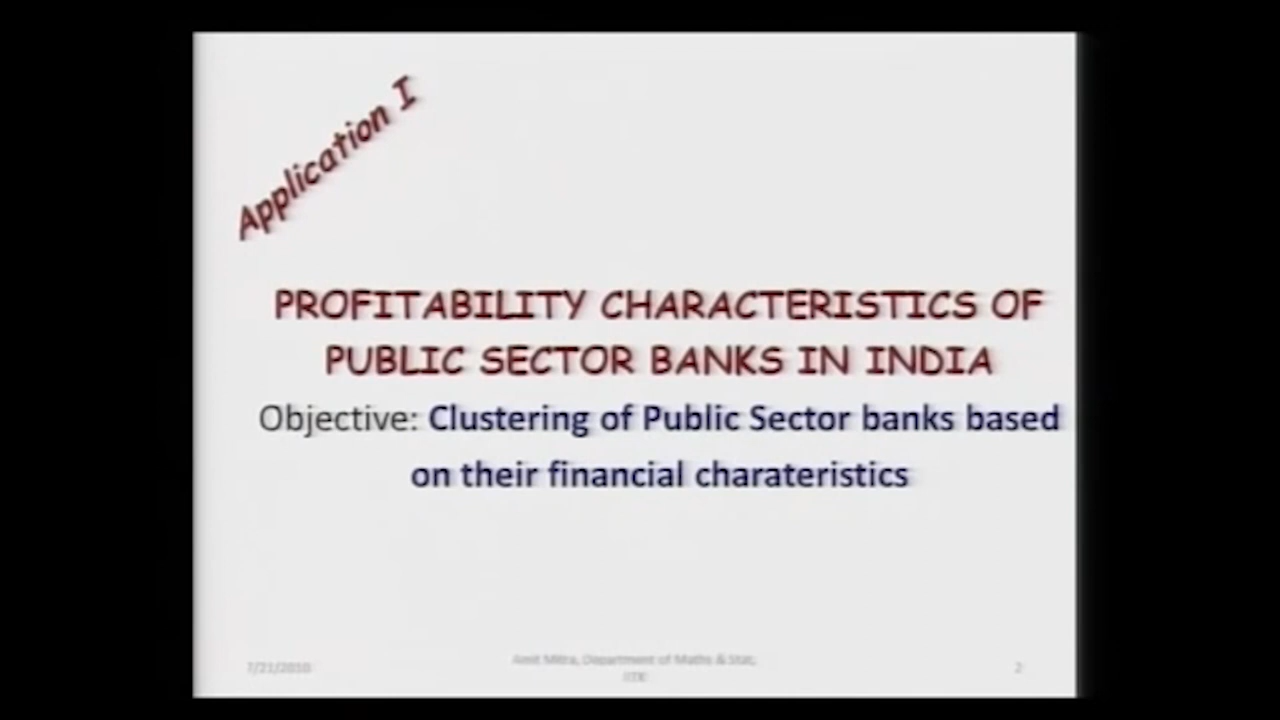 Application I
PROFITABILITY CHARACTERISTICS OF
PUBLIC SECTOR BANKS IN INDIA
Objective: Clustering of Public Sector banks based
on their financial charateristics
7/21/2010
Amit Mitra, Department of Maths & Stat,
IITK
2